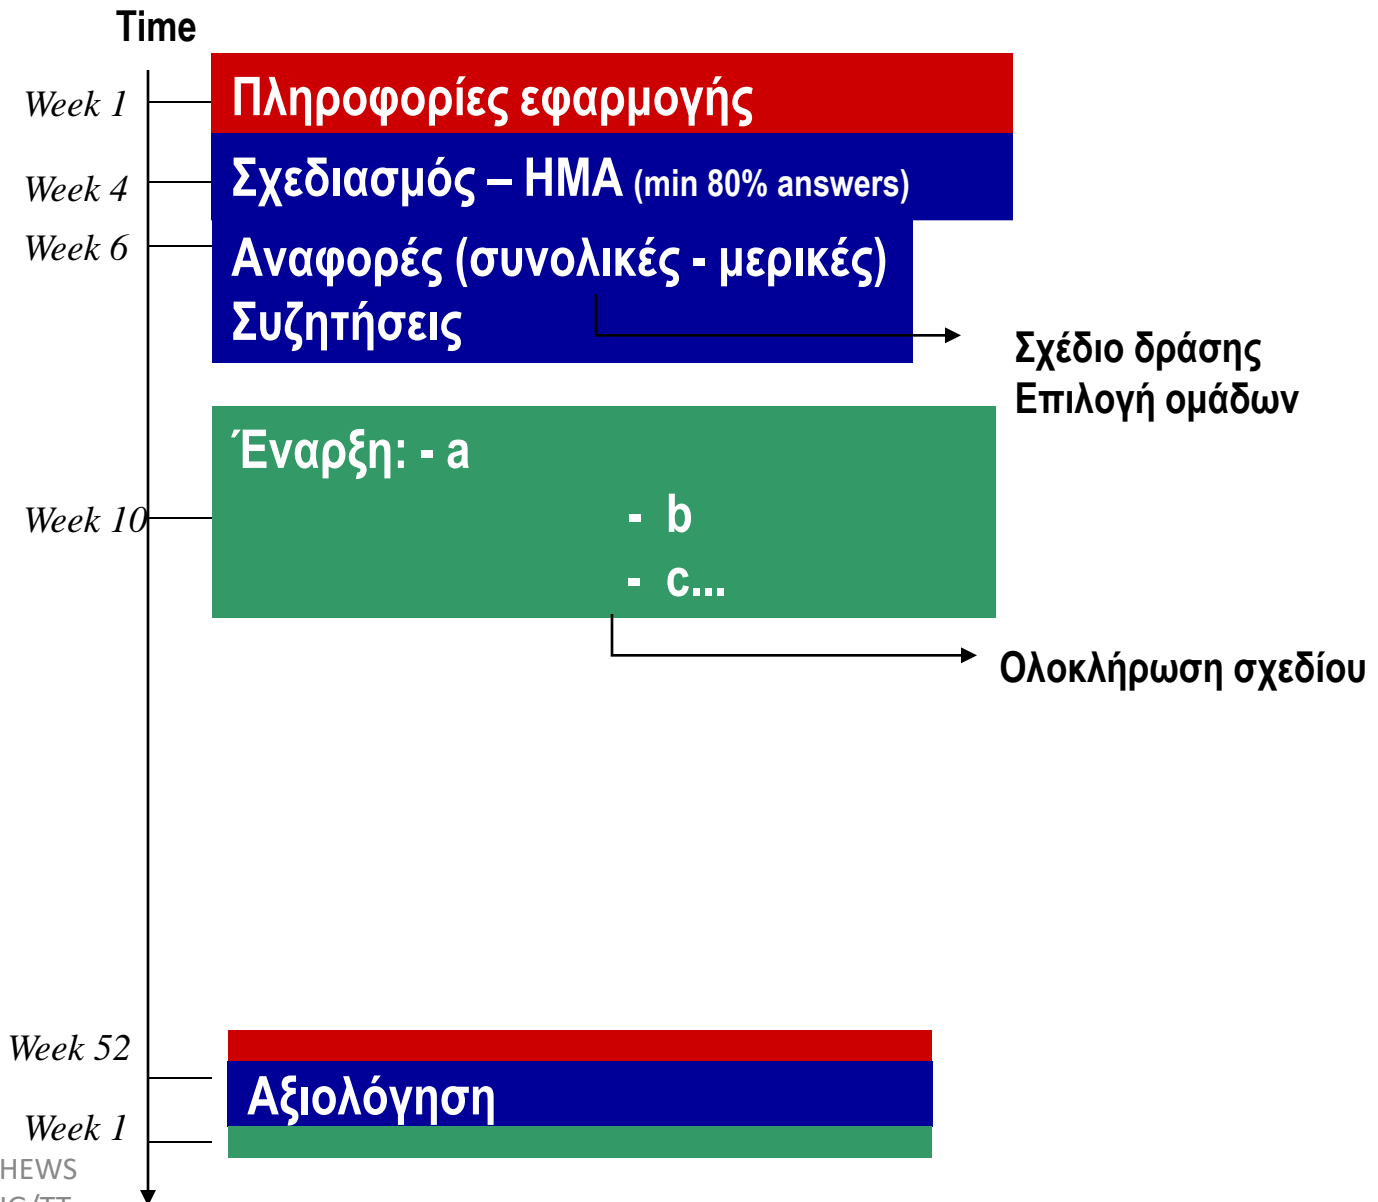 Time
Week 1
Πληροφορίες εφαρμογής
Week 4
Σχεδιασμός – HMA (min 80% answers)
Week 6
Αναφορές (συνολικές - μερικές)
Συζητήσεις
Σχέδιο δράσης
Επιλογή ομάδων
Έναρξη: - a
Week 10
- b
- c...
Ολοκλήρωση σχεδίου
Week 52
Αξιολόγηση
Week 1
HEWS